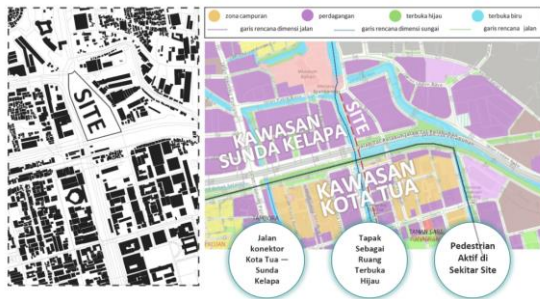 zona campuran
perdagangan
terbuka hijau
terbuka biru
garis rencana dimensi jalan
garis rencana dimensi sungai
garis rencana jalan
SITE
SITE
KAWASAN
SUNDA KELAPA
KAWASAN
KOTA TUA
Jalan
konektor
Kota Tua —
Sunda
Kelapa
Tapak
Sebagai
Ruang
Terbuka
Hijau
Pedestrian
Aktif di
Sekitar Site